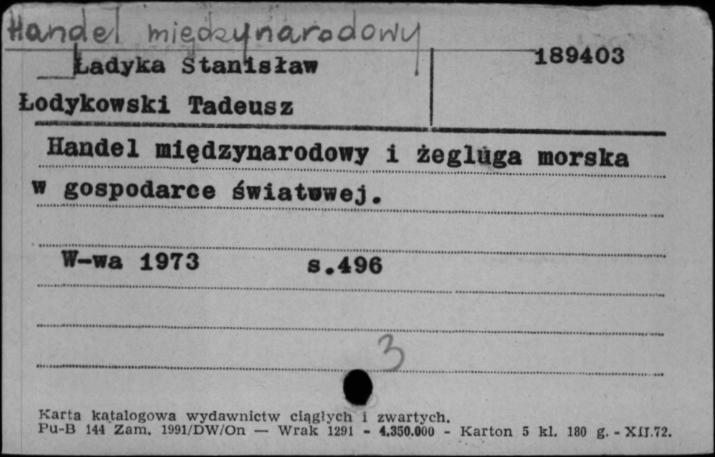 Handel międzynarodowy
Ładyka Stanisław
189403
Łodykowski Tadeusz
Handel międzynarodowy i żegluga morska
w gospodarce światowej.
W-wa 1973 s.496
3
Karta katalogowa wydawnictw ciągłych i zwartych.
Pu-B 144 Zam. 1991/DW/On — Wrak 1291 - 4.350.000 - Karton 5 kl. 180 g. - XII.72.